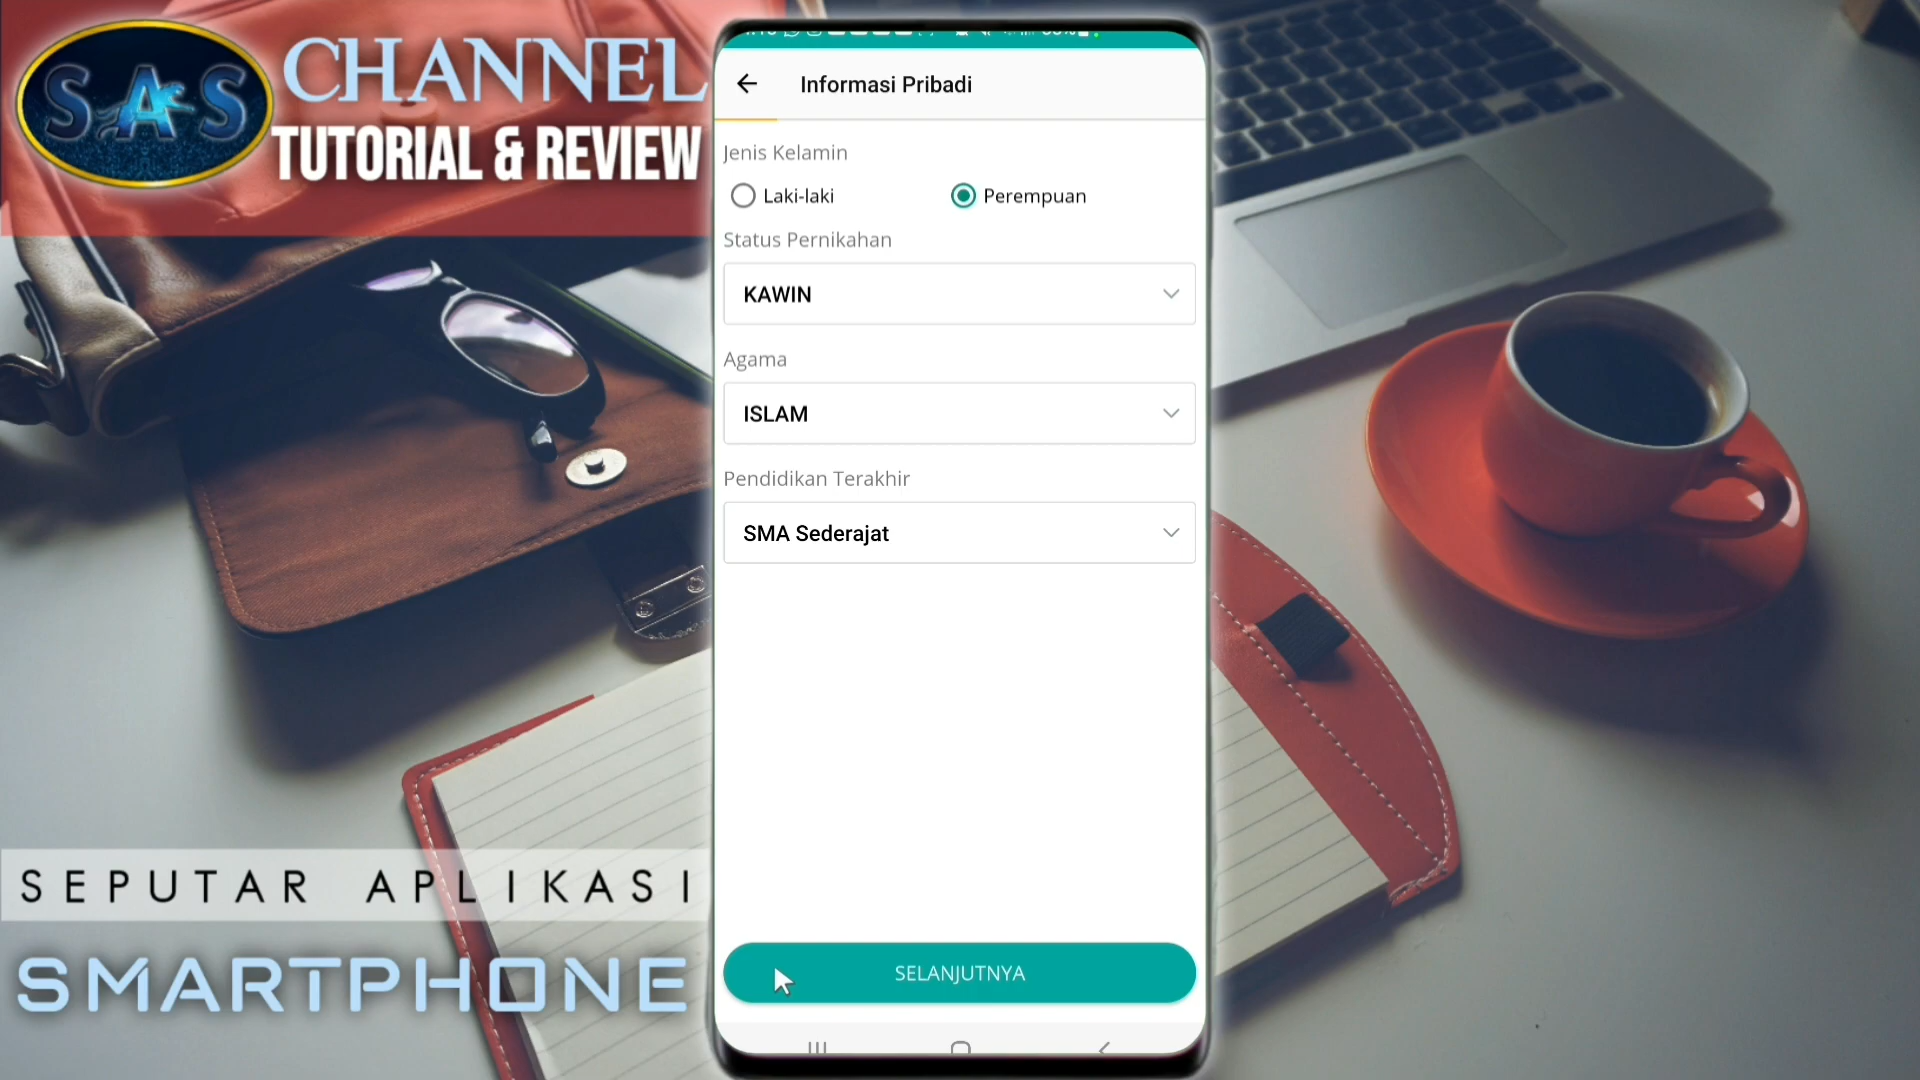 SAS
CHANNEL
TUTORIAL & REVIEW
Informasi Pribadi
Jenis Kelamin
Laki-laki
Perempuan
Status Pernikahan
KAWIN
Agama
ISLAM
Pendidikan Terakhir
SMA Sederajat
SELANJUTNYA
SEPUTAR APLIKASI
SMARTPHONE